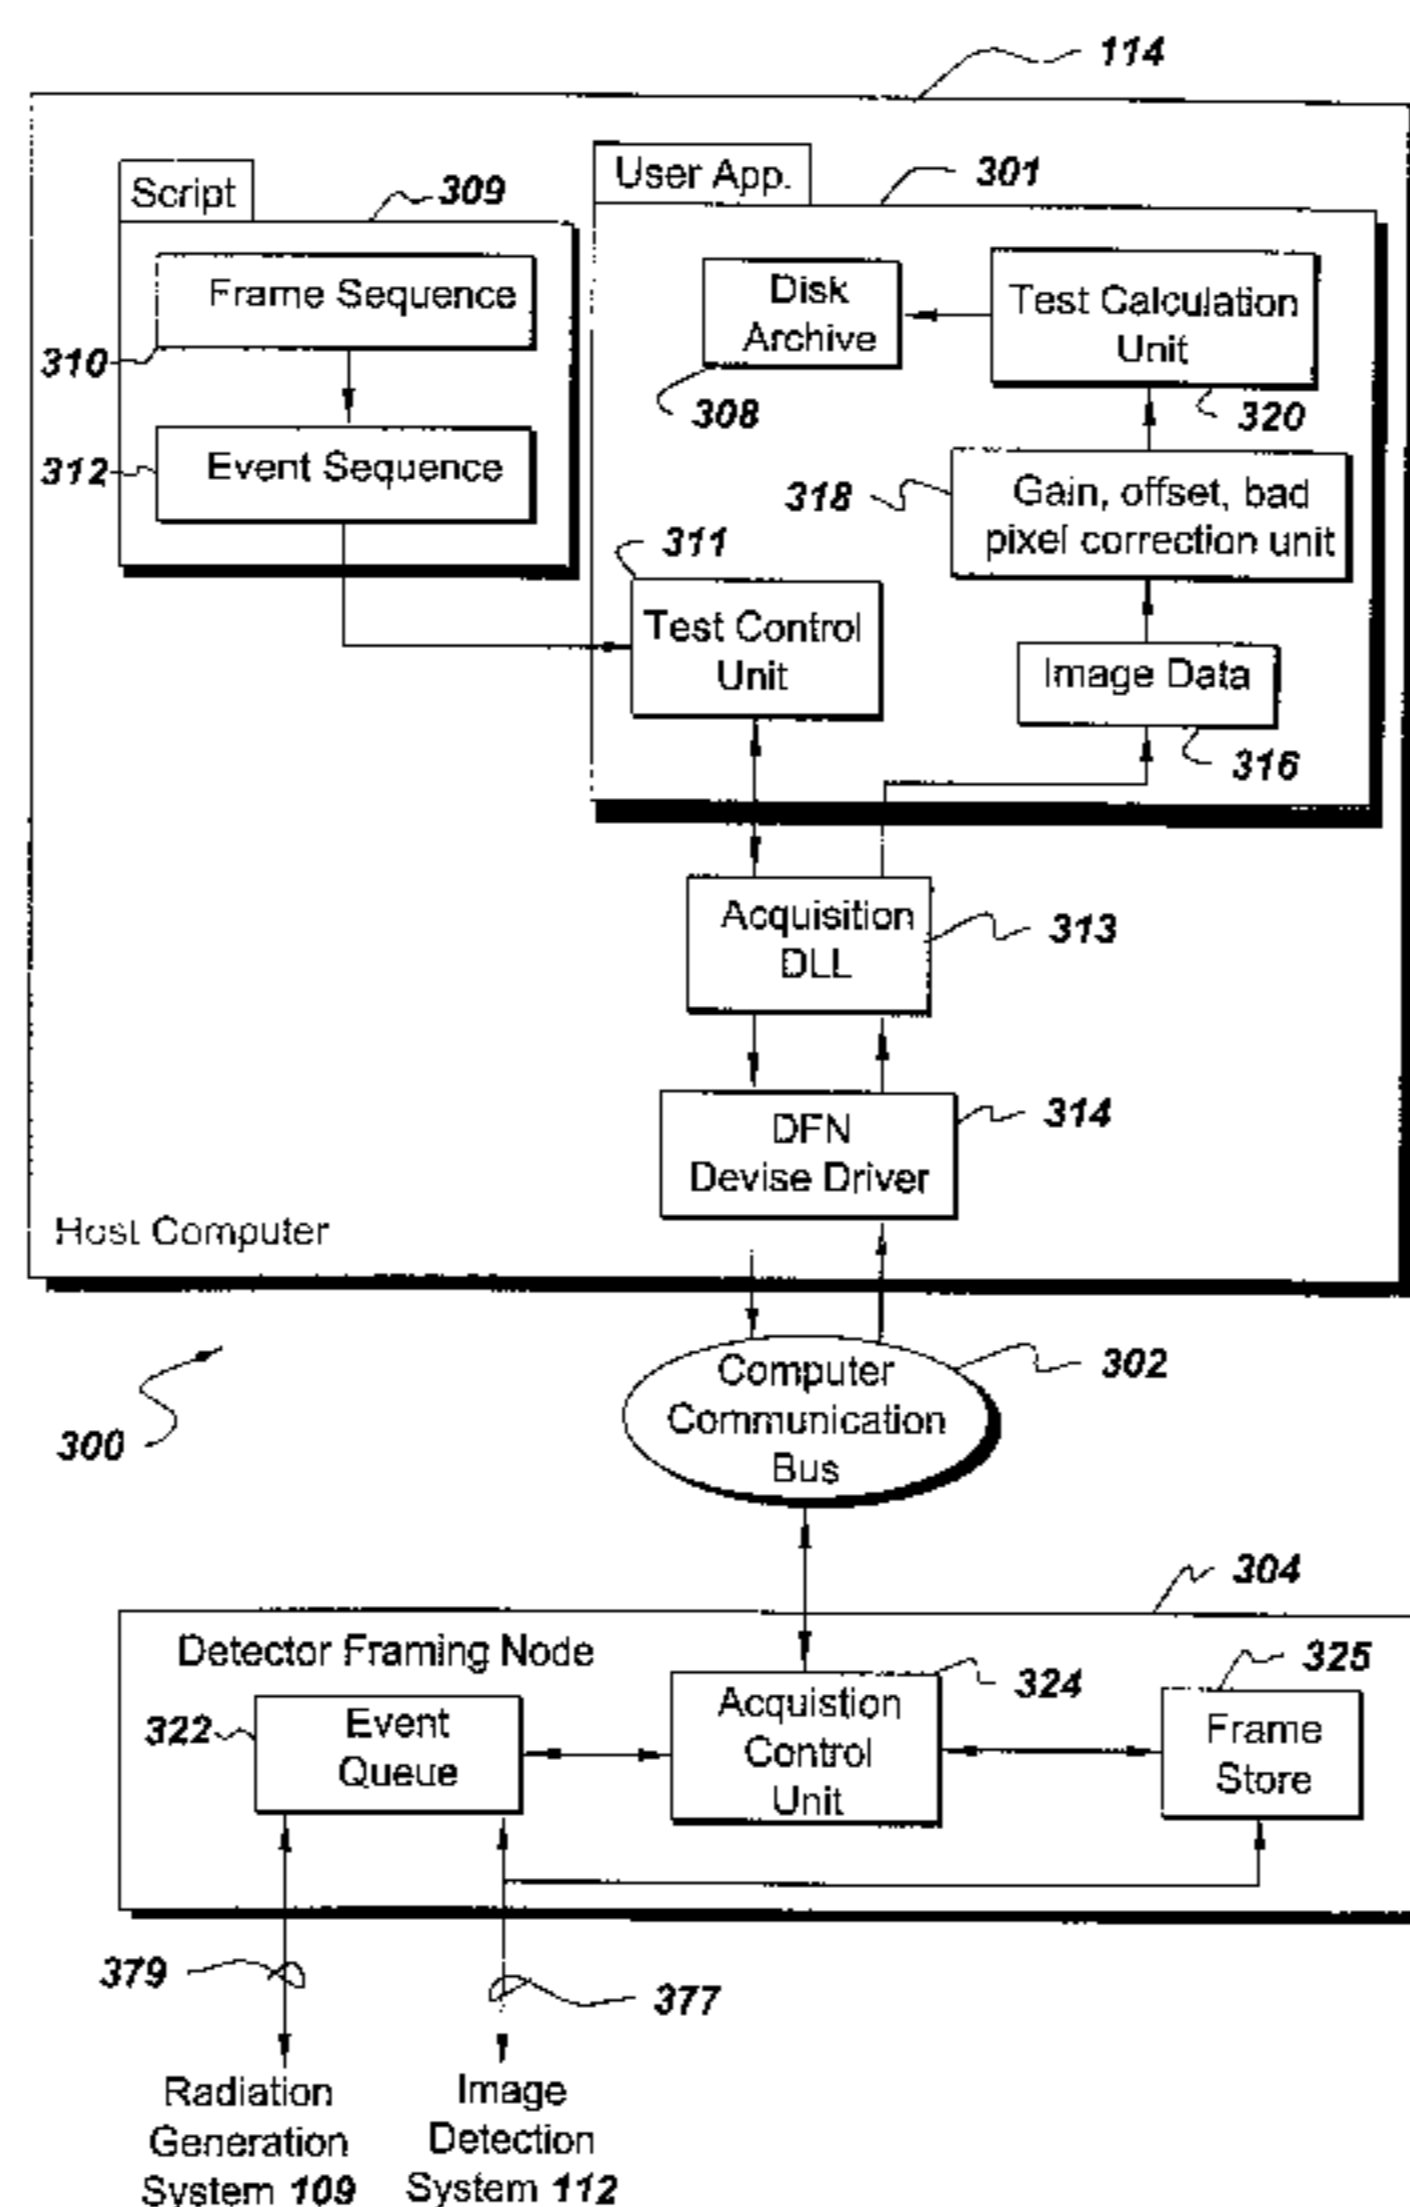 114
Script
309
Frame Sequence
310
Event Sequence
312
User App.
301
Disk
Archive
308
Test Calculation
Unit
320
318
Gain, offset, bad
pixel correction unit
311
Test Control
Unit
Image Data
316
Acquisition
DLL
313
DFN
Devise Driver
314
Host Computer
300
Computer
Communication
Bus
302
304
Detector Framing Node
322
Event
Queue
Acquistion
Control
Unit
324
325
Frame
Store
379
377
Radiation
Generation
System 109
Image
Detection
System 112